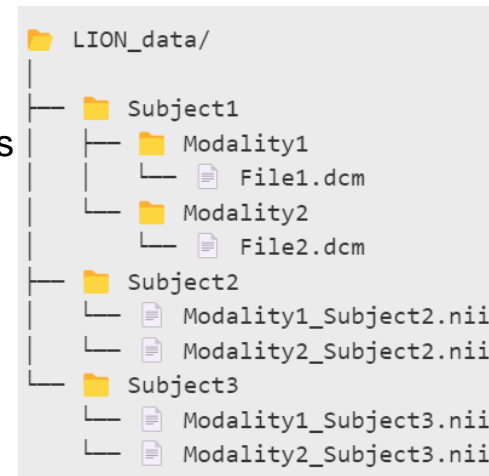 LION_data/
Subject1
s
Modality1
File1.dcm
Modality2
File2.dcm
Subject2
Modality1_Subject2.nii
Modality2_Subject2.nii
Subject3
Modality1_Subject3.nii
Modality2_Subject3.nii